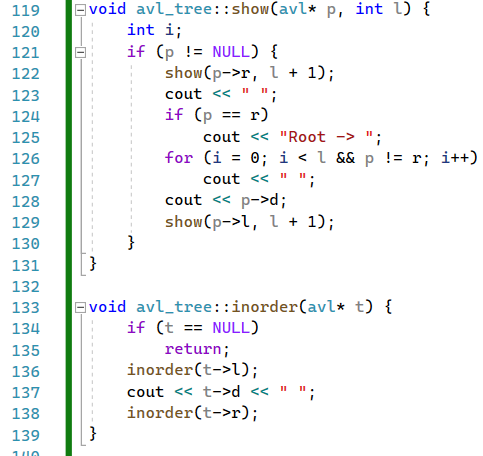 119 void avl_tree::show(avl* p, int l) {
120     int i;
121     if (p != NULL) {
122         show(p->r, l + 1);
123         cout << " ";
124         if (p == r)
125             cout << "Root -> ";
126         for (i = 0; i < l && p != r; i++)
127             cout << " ";
128         cout << p->d;
129         show(p->l, l + 1);
130     }
131 }
132
133 void avl_tree::inorder(avl* t) {
134     if (t == NULL)
135         return;
136     inorder(t->l);
137     cout << t->d << " ";
138     inorder(t->r);
139 }